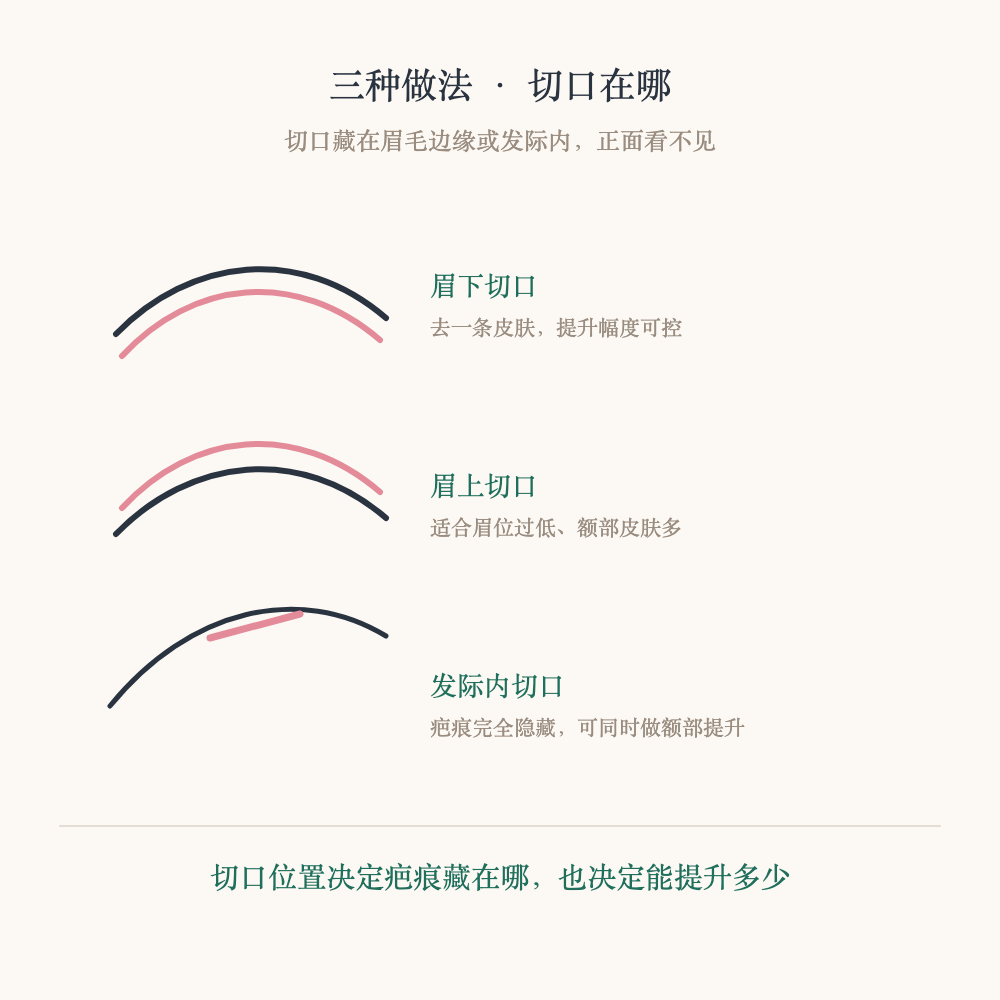 三种做法 · 切口在哪
切口藏在眉毛边缘或发际内，正面看不见
眉下切口
去一条皮肤，提升幅度可控
眉上切口
适合眉位过低、额部皮肤多
发际内切口
疤痕完全隐藏，可同时做额部提升
切口位置决定疤痕藏在哪，也决定能提升多少